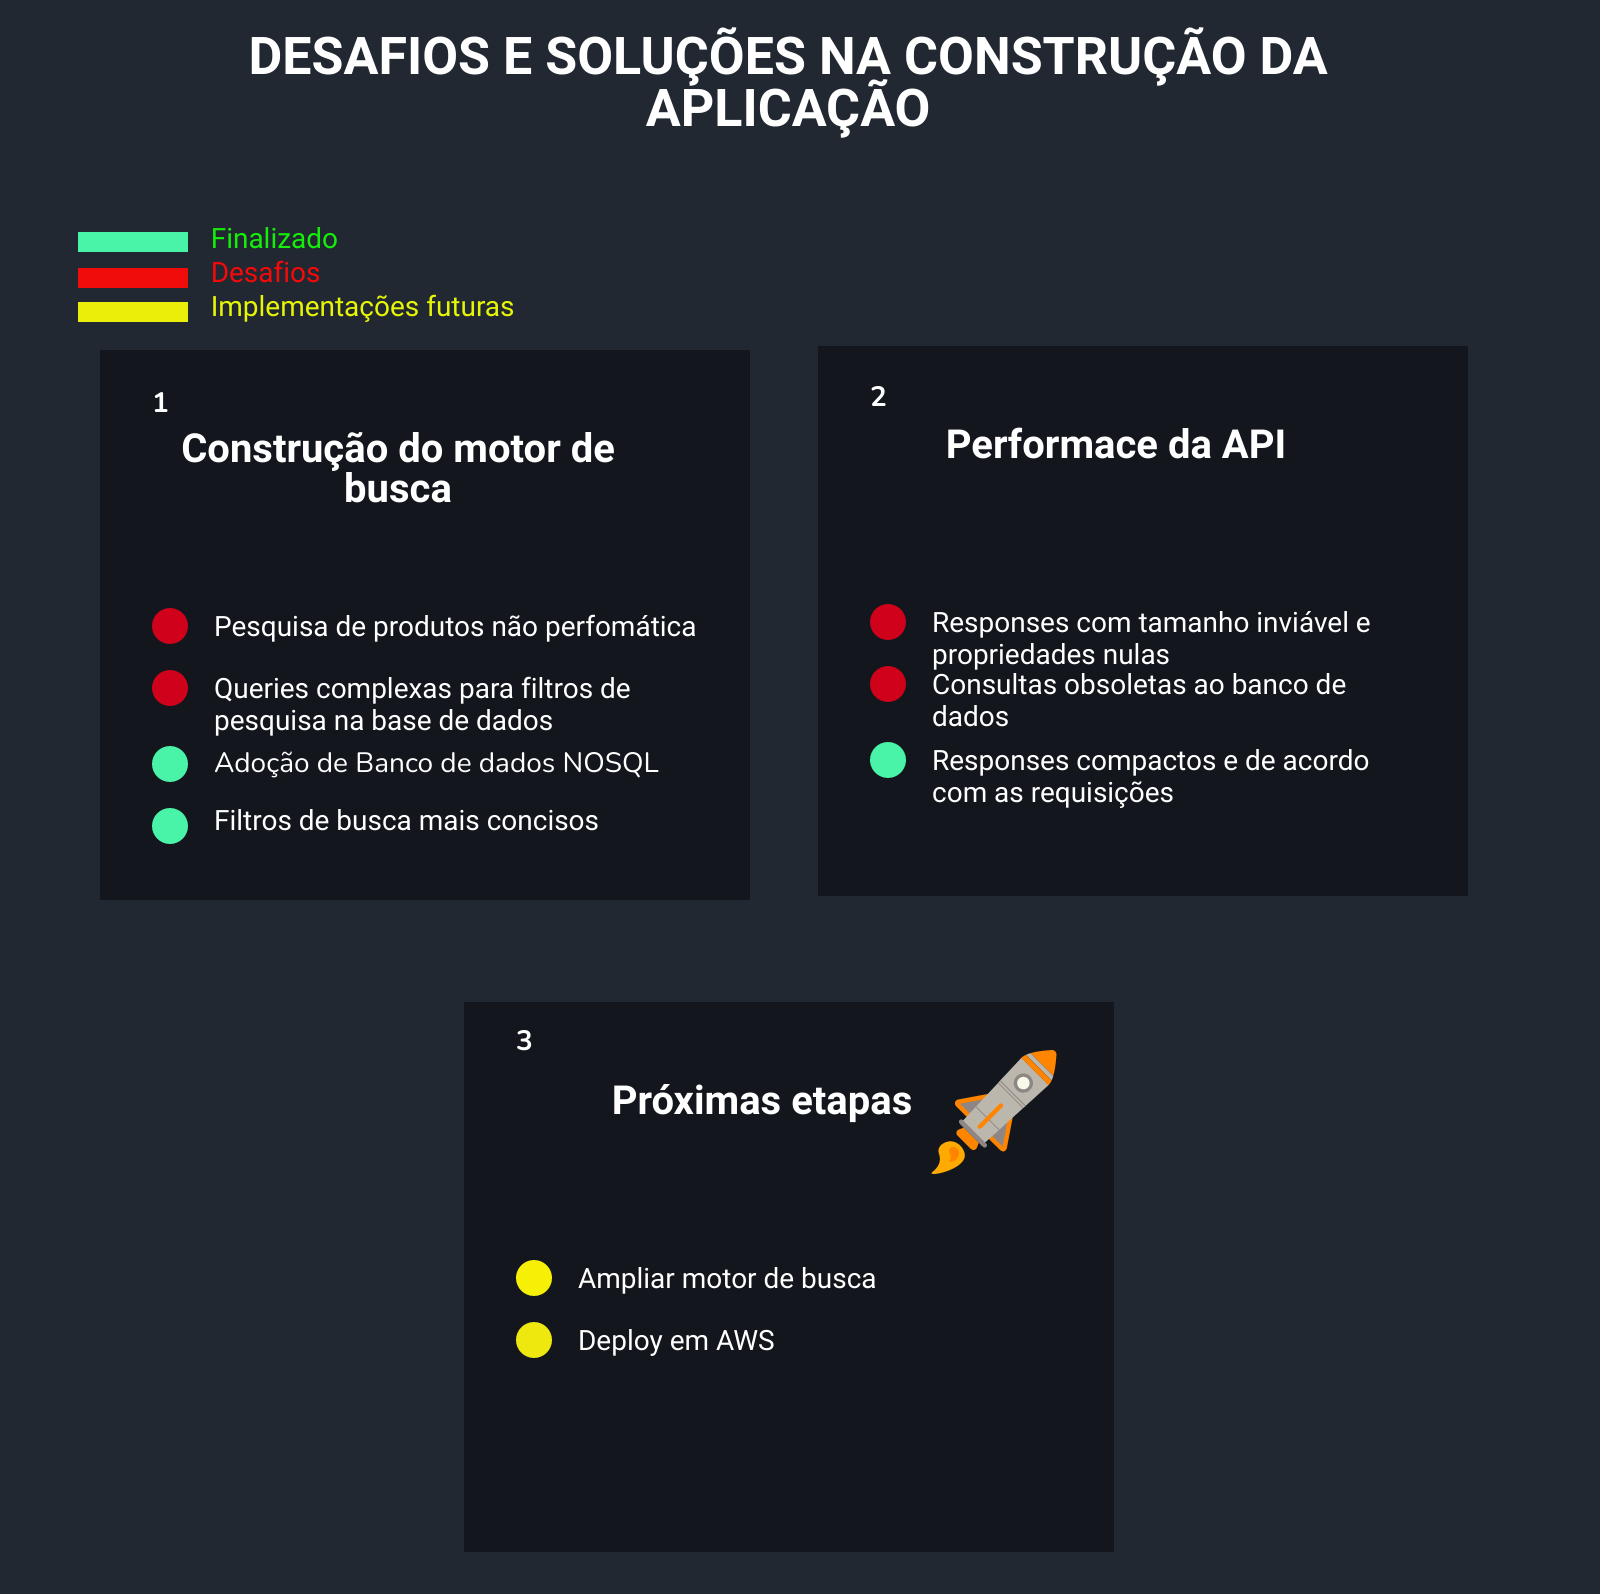 DESAFIOS E SOLUÇÕES NA CONSTRUÇÃO DA
APLICAÇÃO
Finalizado
Desafios
Implementações futuras
1
Construção do motor de
busca
Pesquisa de produtos não perfomática
Queries complexas para filtros de
pesquisa na base de dados
Adoção de Banco de dados NOSQL
Filtros de busca mais concisos
2
Performace da API
Responses com tamanho inviável e
propriedades nulas
Consultas obsoletas ao banco de
dados
Responses compactos e de acordo
com as requisições
3
Próximas etapas
Ampliar motor de busca
Deploy em AWS